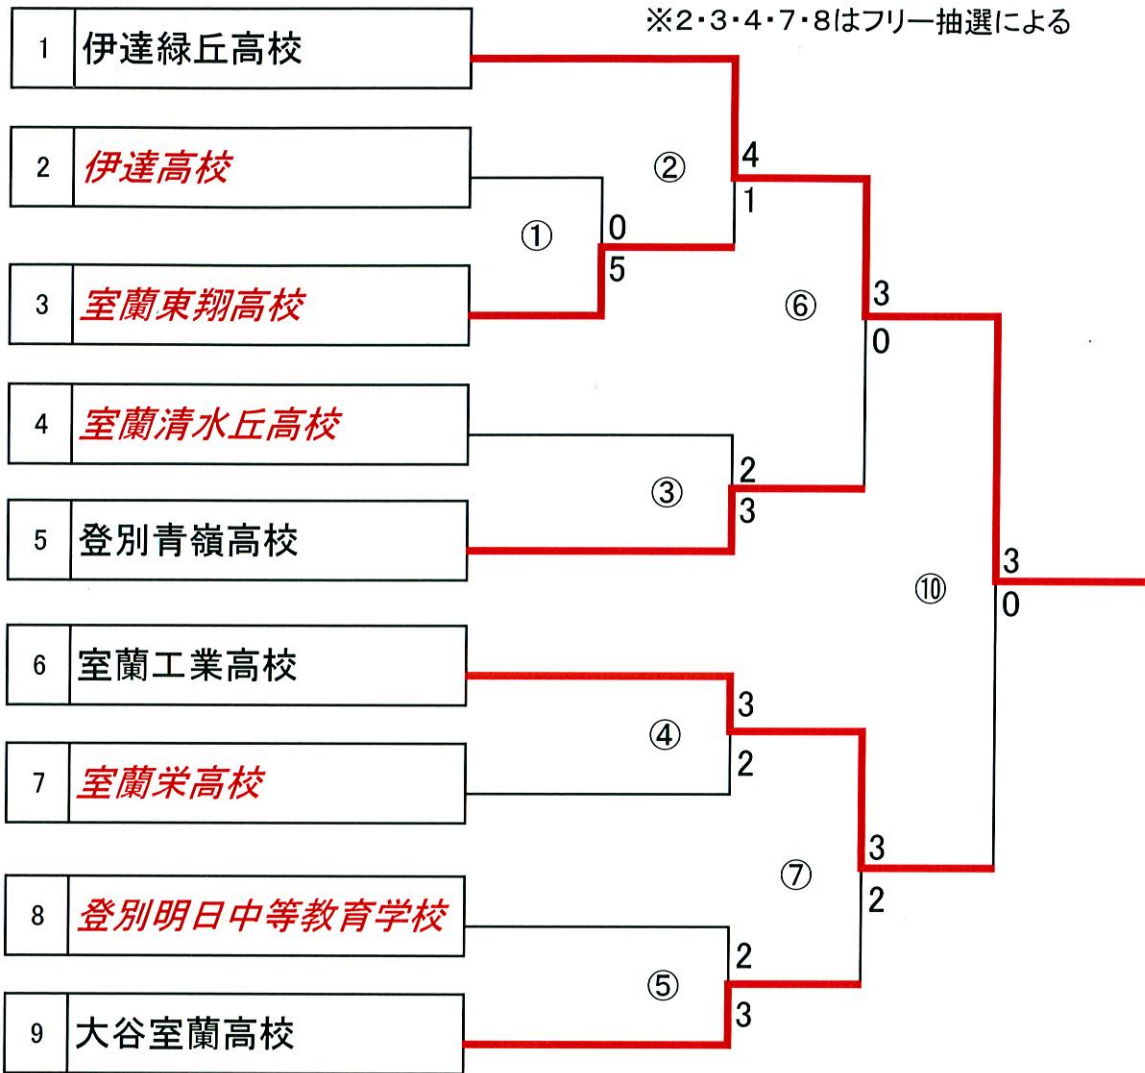 ※2・3・4・7・8はフリー抽選による
1 伊達緑丘高校
2 伊達高校
② 4
1
① 0
5
3 室蘭東翔高校
⑥ 3
0
4 室蘭清水丘高校
③ 2
3
5 登別青嶺高校
⑩ 3
0
6 室蘭工業高校
④ 3
2
7 室蘭栄高校
⑦ 3
2
8 登別明日中等教育学校
⑤ 2
3
9 大谷室蘭高校